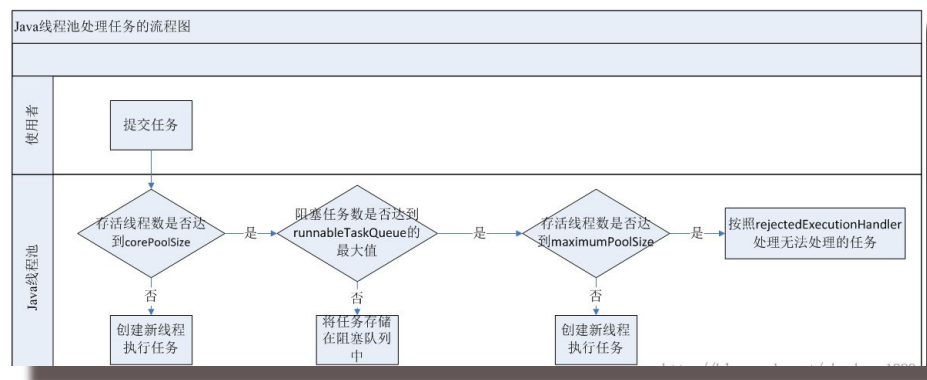 Java线程池处理任务的流程图
使用者
提交任务
Java线程池
存活线程数是否达
到corePoolSize
是
阻塞任务数是否达到
runnableTaskQueue的
最大值
是
存活线程数是否达
到maximumPoolSize
是
按照rejectedExecutionHandler
处理无法处理的任务
否
否
否
创建新线程
执行任务
将任务存储
在阻塞队列
中
创建新线程
执行任务